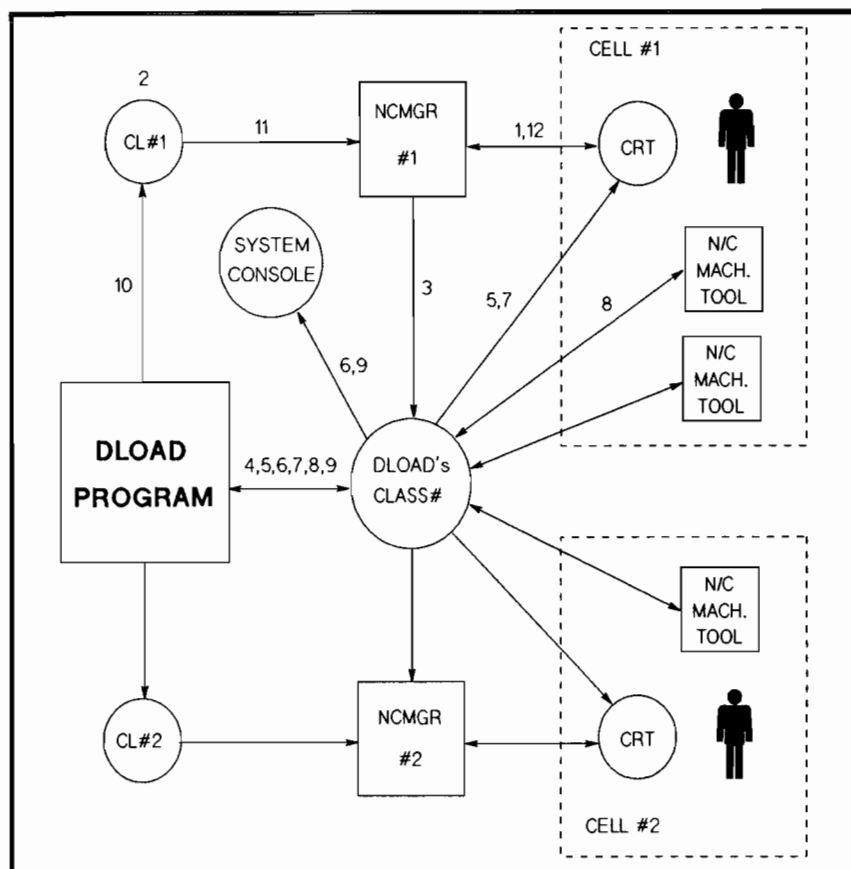 CELL #1
2
CL#1
11
NCMGR
#1
1,12
CRT
SYSTEM
CONSOLE
10
3
5,7
8
N/C
MACH.
TOOL
6,9
N/C
MACH.
TOOL
DLOAD
PROGRAM
4,5,6,7,8,9
DLOAD's
CLASS#
N/C
MACH.
TOOL
CL#2
NCMGR
#2
CRT
CELL #2